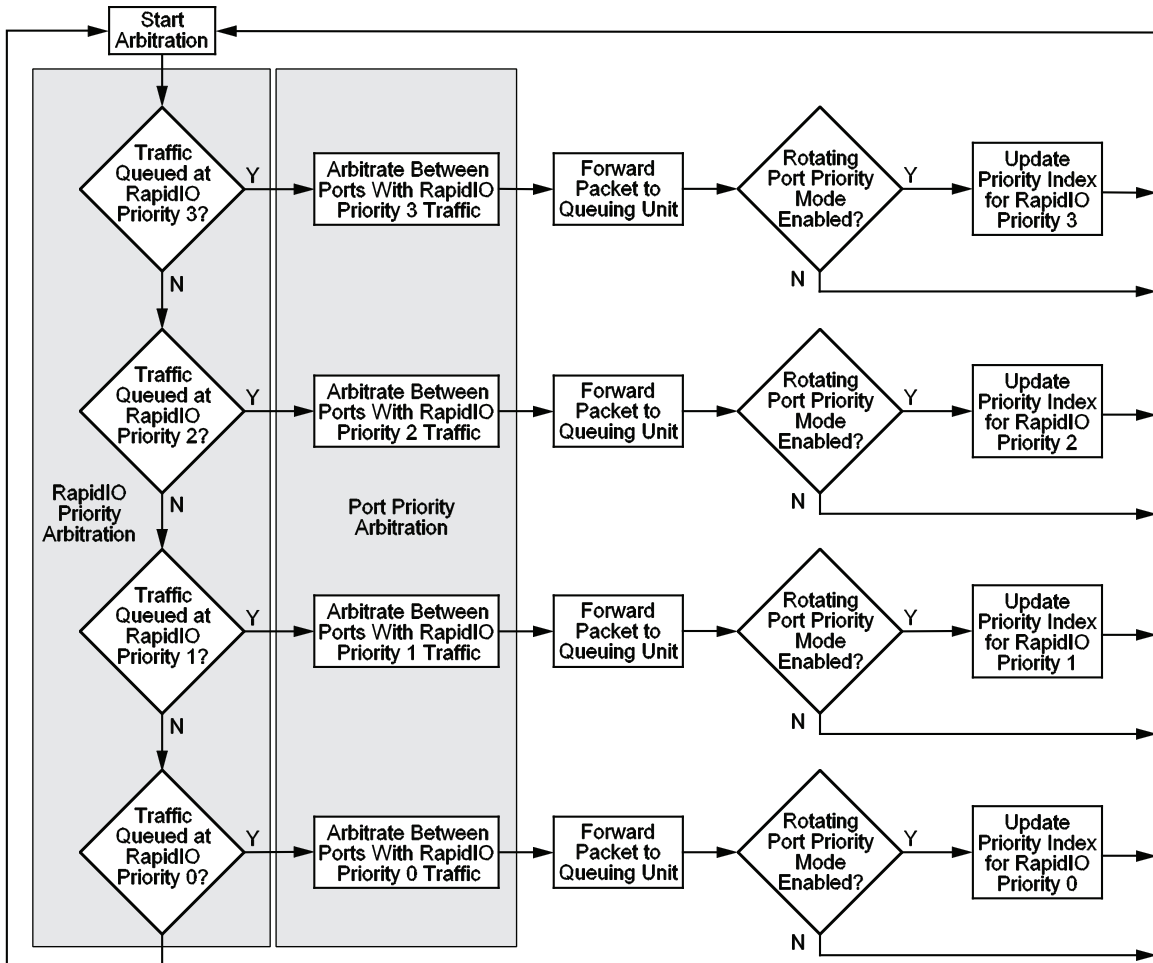 Start
Arbitration
Traffic
Queued at
RapidIO
Priority 3?
Y
Arbitrate Between
Ports With RapidIO
Priority 3 Traffic
Forward
Packet to
Queuing Unit
Rotating
Port Priority
Mode
Enabled?
Y
Update
Priority Index
for RapidIO
Priority 3
N
N
Traffic
Queued at
RapidIO
Priority 2?
Y
Arbitrate Between
Ports With RapidIO
Priority 2 Traffic
Forward
Packet to
Queuing Unit
Rotating
Port Priority
Mode
Enabled?
Y
Update
Priority Index
for RapidIO
Priority 2
N
N
RapidIO
Priority
Arbitration
Port Priority
Arbitration
Traffic
Queued at
RapidIO
Priority 1?
Y
Arbitrate Between
Ports With RapidIO
Priority 1 Traffic
Forward
Packet to
Queuing Unit
Rotating
Port Priority
Mode
Enabled?
Y
Update
Priority Index
for RapidIO
Priority 1
N
N
Traffic
Queued at
RapidIO
Priority 0?
Y
Arbitrate Between
Ports With RapidIO
Priority 0 Traffic
Forward
Packet to
Queuing Unit
Rotating
Port Priority
Mode
Enabled?
Y
Update
Priority Index
for RapidIO
Priority 0
N